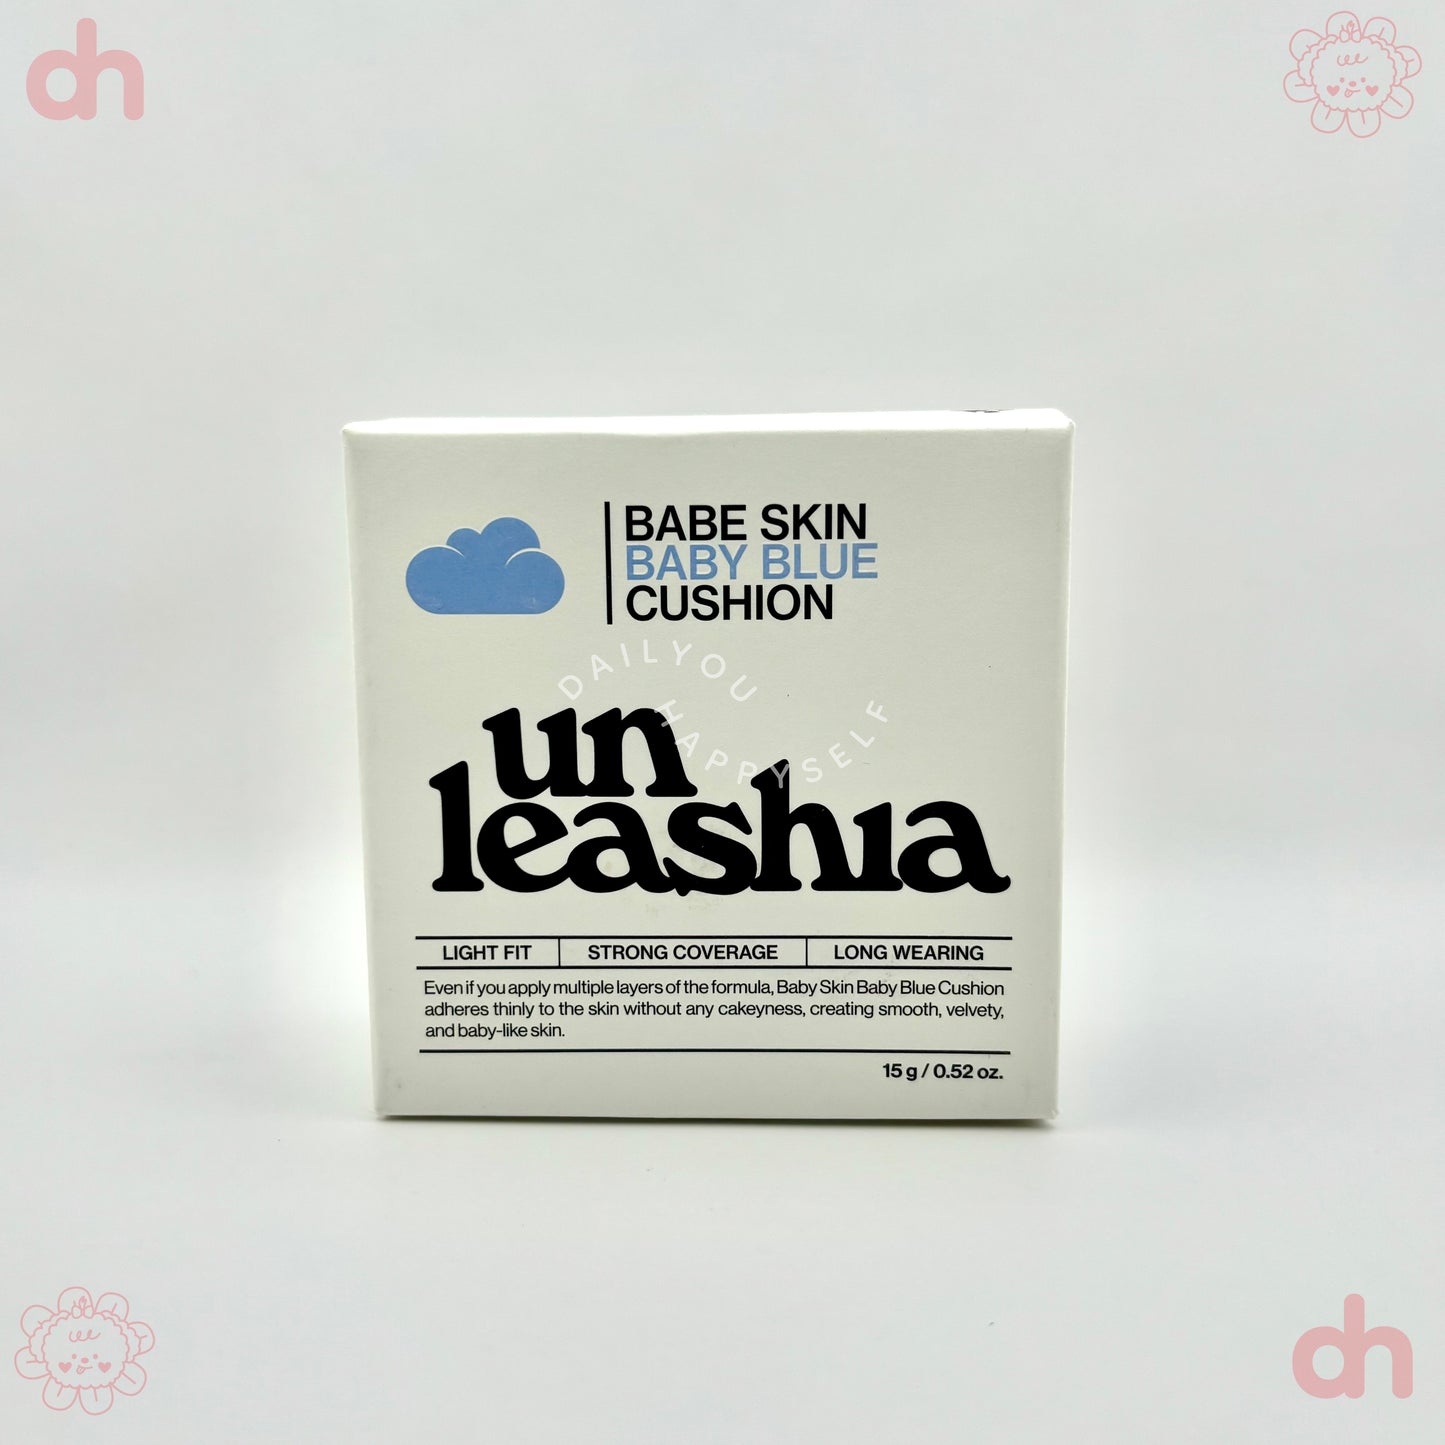 dh
BABE SKIN
BABY BLUE
CUSHION
DAILYOU
HAPPYSELF
un
leashia
LIGHT FIT STRONG COVERAGE LONG WEARING
Even if you apply multiple layers of the formula, Baby Skin Baby Blue Cushion
adheres thinly to the skin without any cakeyness, creating smooth, velvety,
and baby-like skin.
15 g / 0.52 oz.
dh